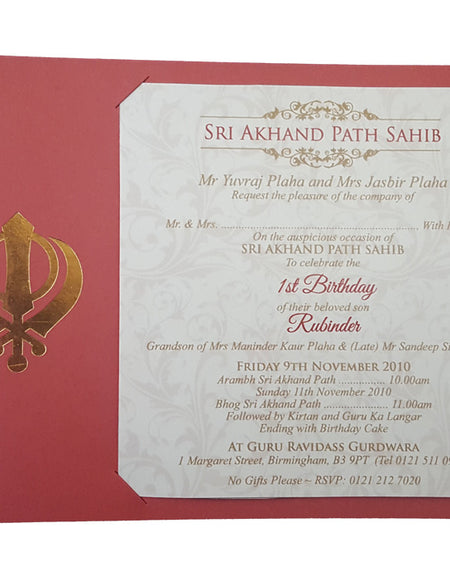 SRI AKHAND PATH SAHIB
Mr Yuvraj Plaha and Mrs Jasbir Plaha
Request the pleasure of the company of
Mr. & Mrs. ........................................................ With
On the auspicious occasion of
SRI AKHAND PATH SAHIB
To celebrate the
1st Birthday
of their beloved son
Rubinder
Grandson of Mrs Maninder Kaur Plaha & (Late) Mr Sandeep
FRIDAY 9TH NOVEMBER 2010
Arambh Sri Akhand Path ................ 10.00am
Sunday 11th November 2010
Bhog Sri Akhand Path .................... 11.00am
Followed by Kirtan and Guru Ka Langar
Ending with Birthday Cake
AT GURU RAVIDASS GURDWARA
1 Margaret Street, Birmingham, B3 9PT (Tel 0121 511 09
No Gifts Please ~ RSVP: 0121 212 7020